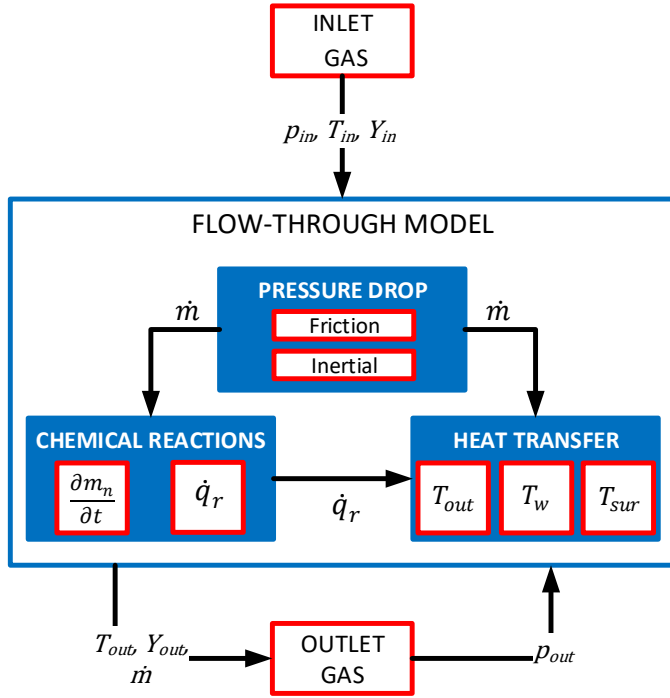 INLET
GAS
p_in, T_in, Y_in
FLOW-THROUGH MODEL
PRESSURE DROP
ṁ
Friction
ṁ
Inertial
CHEMICAL REACTIONS
HEAT TRANSFER
∂m_n/∂t
q̇_r
q̇_r
T_out
T_w
T_sur
T_out, Y_out,
ṁ
OUTLET
GAS
p_out